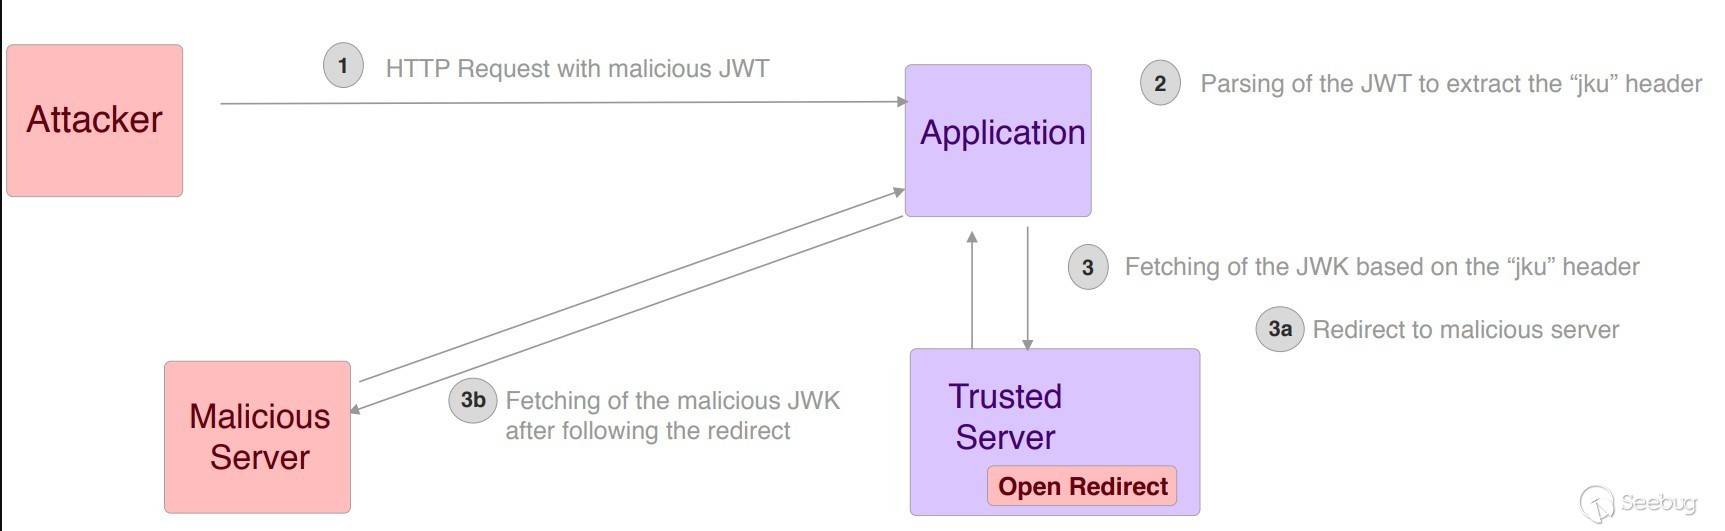 1
HTTP Request with malicious JWT
Attacker
Application
2
Parsing of the JWT to extract the “jku” header
3
Fetching of the JWK based on the “jku” header
3a
Redirect to malicious server
Malicious
Server
3b
Fetching of the malicious JWK
after following the redirect
Trusted
Server
Open Redirect
Seebug